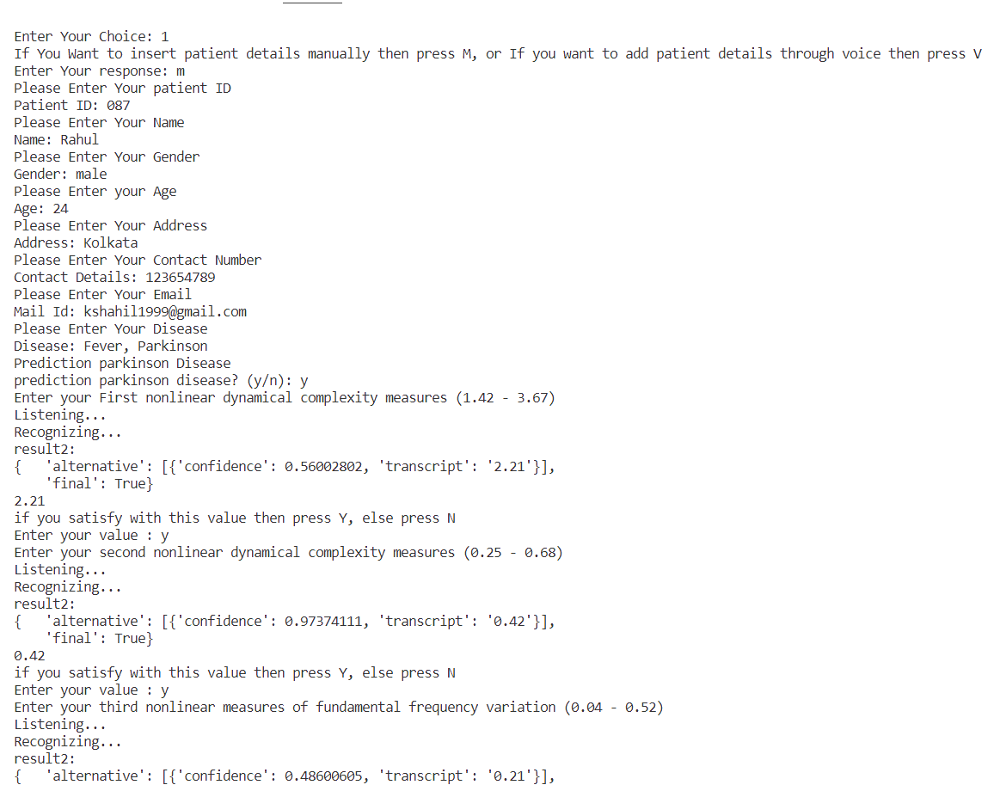 Enter Your Choice: 1
If You Want to insert patient details manually then press M, or If you want to add patient details through voice then press V
Enter Your response: m
Please Enter Your patient ID
Patient ID: 087
Please Enter Your Name
Name: Rahul
Please Enter Your Gender
Gender: male
Please Enter your Age
Age: 24
Please Enter Your Address
Address: Kolkata
Please Enter Your Contact Number
Contact Details: 123654789
Please Enter Your Email
Mail Id: kshahil1999@gmail.com
Please Enter Your Disease
Disease: Fever, Parkinson
Prediction parkinson Disease
prediction parkinson disease? (y/n): y
Enter your First nonlinear dynamical complexity measures (1.42 - 3.67)
Listening...
Recognizing...
result2:
{   'alternative': [{'confidence': 0.56002802, 'transcript': '2.21'}],
    'final': True}
2.21
if you satisfy with this value then press Y, else press N
Enter your value : y
Enter your second nonlinear dynamical complexity measures (0.25 - 0.68)
Listening...
Recognizing...
result2:
{   'alternative': [{'confidence': 0.97374111, 'transcript': '0.42'}],
    'final': True}
0.42
if you satisfy with this value then press Y, else press N
Enter your value : y
Enter your third nonlinear measures of fundamental frequency variation (0.04 - 0.52)
Listening...
Recognizing...
result2:
{   'alternative': [{'confidence': 0.48600605, 'transcript': '0.21'}],